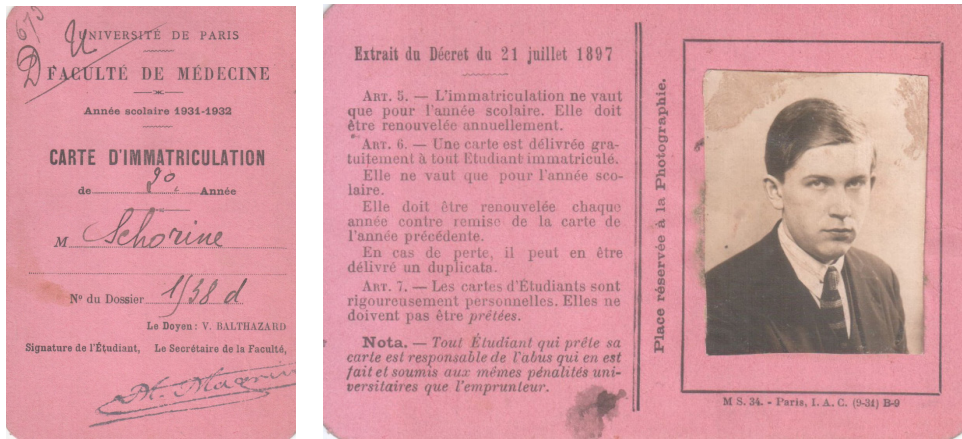 673
D U
UNIVERSITÉ DE PARIS
FACULTÉ DE MÉDECINE
Année scolaire 1931-1932
CARTE D'IMMATRICULATION
de 2e. Année
M Schorine
No du Dossier 1/38 d
Le Doyen : V. BALTHAZARD
Signature de l'Étudiant, Le Secrétaire de la Faculté,
Extrait du Décret du 21 juillet 1897
ART. 5. — L'immatriculation ne vaut
que pour l'année scolaire. Elle doit
être renouvelée annuellement.
ART. 6. — Une carte est délivrée gra-
tuitement à tout Étudiant immatriculé.
Elle ne vaut que pour l'année sco-
laire.
Elle doit être renouvelée chaque
année contre remise de la carte de
l'année précédente.
En cas de perte, il peut en être
délivré un duplicata.
ART. 7. — Les cartes d'Étudiants sont
rigoureusement personnelles. Elles ne
doivent pas être prêtées.
Nota. — Tout Étudiant qui prête sa
carte est responsable de l'abus qui en est
fait et soumis aux mêmes pénalités uni-
versitaires que l'emprunteur.
Place réservée à la Photographie.
M S. 34. - Paris, I. A. C. (9-31) B-9